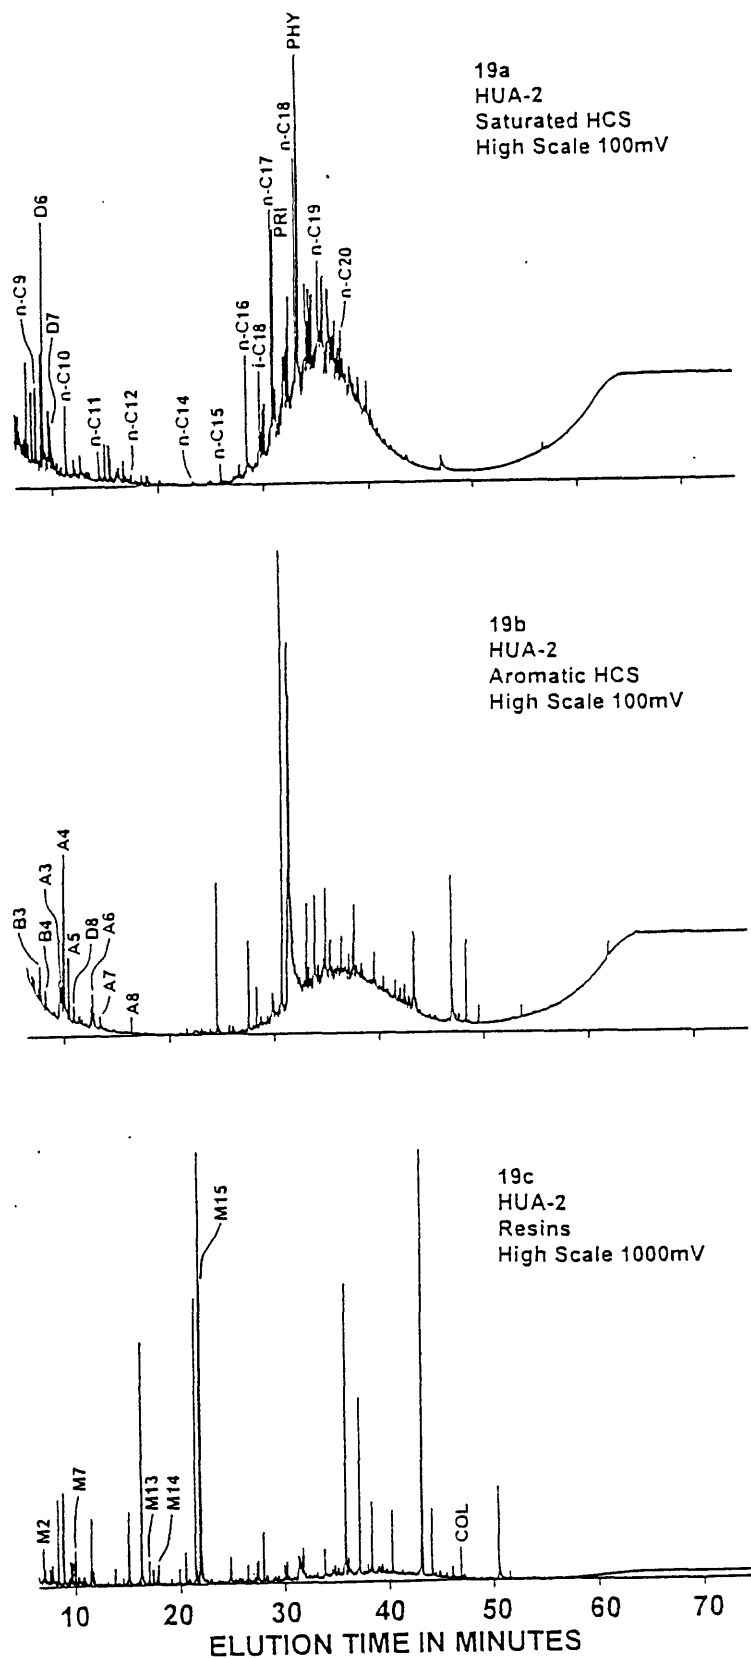 19a
HUA-2
Saturated HCS
High Scale 100mV
n-C9
D6
D7
n-C10
n-C11
n-C12
n-C14
n-C15
n-C16
i-C18
n-C17
PRI
n-C18
PHY
n-C19
n-C20
19b
HUA-2
Aromatic HCS
High Scale 100mV
B3
B4
A3
A4
A5
D8
A6
A7
A8
19c
HUA-2
Resins
High Scale 1000mV
M2
M7
M13
M14
M15
COL
10 20 30 40 50 60 70
ELUTION TIME IN MINUTES